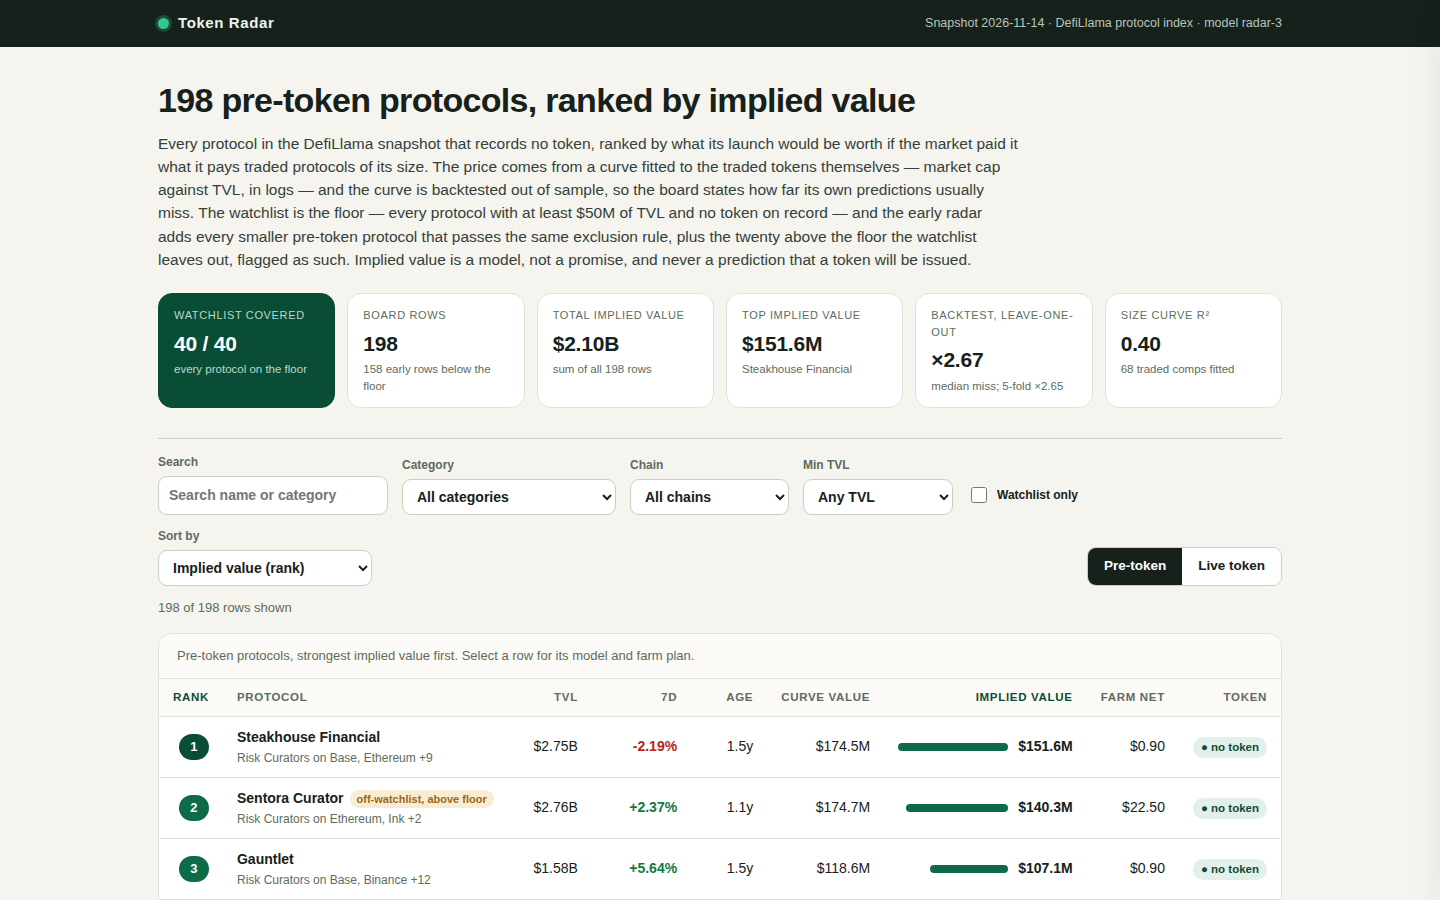 Token Radar
Snapshot 2026-11-14 · DefiLlama protocol index · model radar-3
198 pre-token protocols, ranked by implied value
Every protocol in the DefiLlama snapshot that records no token, ranked by what its launch would be worth if the market paid it
what it pays traded protocols of its size. The price comes from a curve fitted to the traded tokens themselves — market cap
against TVL, in logs — and the curve is backtested out of sample, so the board states how far its own predictions usually
miss. The watchlist is the floor — every protocol with at least $50M of TVL and no token on record — and the early radar
adds every smaller pre-token protocol that passes the same exclusion rule, plus the twenty above the floor the watchlist
leaves out, flagged as such. Implied value is a model, not a promise, and never a prediction that a token will be issued.
WATCHLIST COVERED
40 / 40
every protocol on the floor
BOARD ROWS
198
158 early rows below the
floor
TOTAL IMPLIED VALUE
$2.10B
sum of all 198 rows
TOP IMPLIED VALUE
$151.6M
Steakhouse Financial
BACKTEST, LEAVE-ONE-
OUT
×2.67
median miss; 5-fold ×2.65
SIZE CURVE R²
0.40
68 traded comps fitted
Search
Search name or category
Category
All categories
Chain
All chains
Min TVL
Any TVL
Watchlist only
Sort by
Implied value (rank)
Pre-token
Live token
198 of 198 rows shown
Pre-token protocols, strongest implied value first. Select a row for its model and farm plan.
RANK PROTOCOL TVL 7D AGE CURVE VALUE IMPLIED VALUE FARM NET TOKEN
1 Steakhouse Financial $2.75B -2.19% 1.5y $174.5M $151.6M $0.90 ● no token
Risk Curators on Base, Ethereum +9
2 Sentora Curator off-watchlist, above floor $2.76B +2.37% 1.1y $174.7M $140.3M $22.50 ● no token
Risk Curators on Ethereum, Ink +2
3 Gauntlet $1.58B +5.64% 1.5y $118.6M $107.1M $0.90 ● no token
Risk Curators on Base, Binance +12